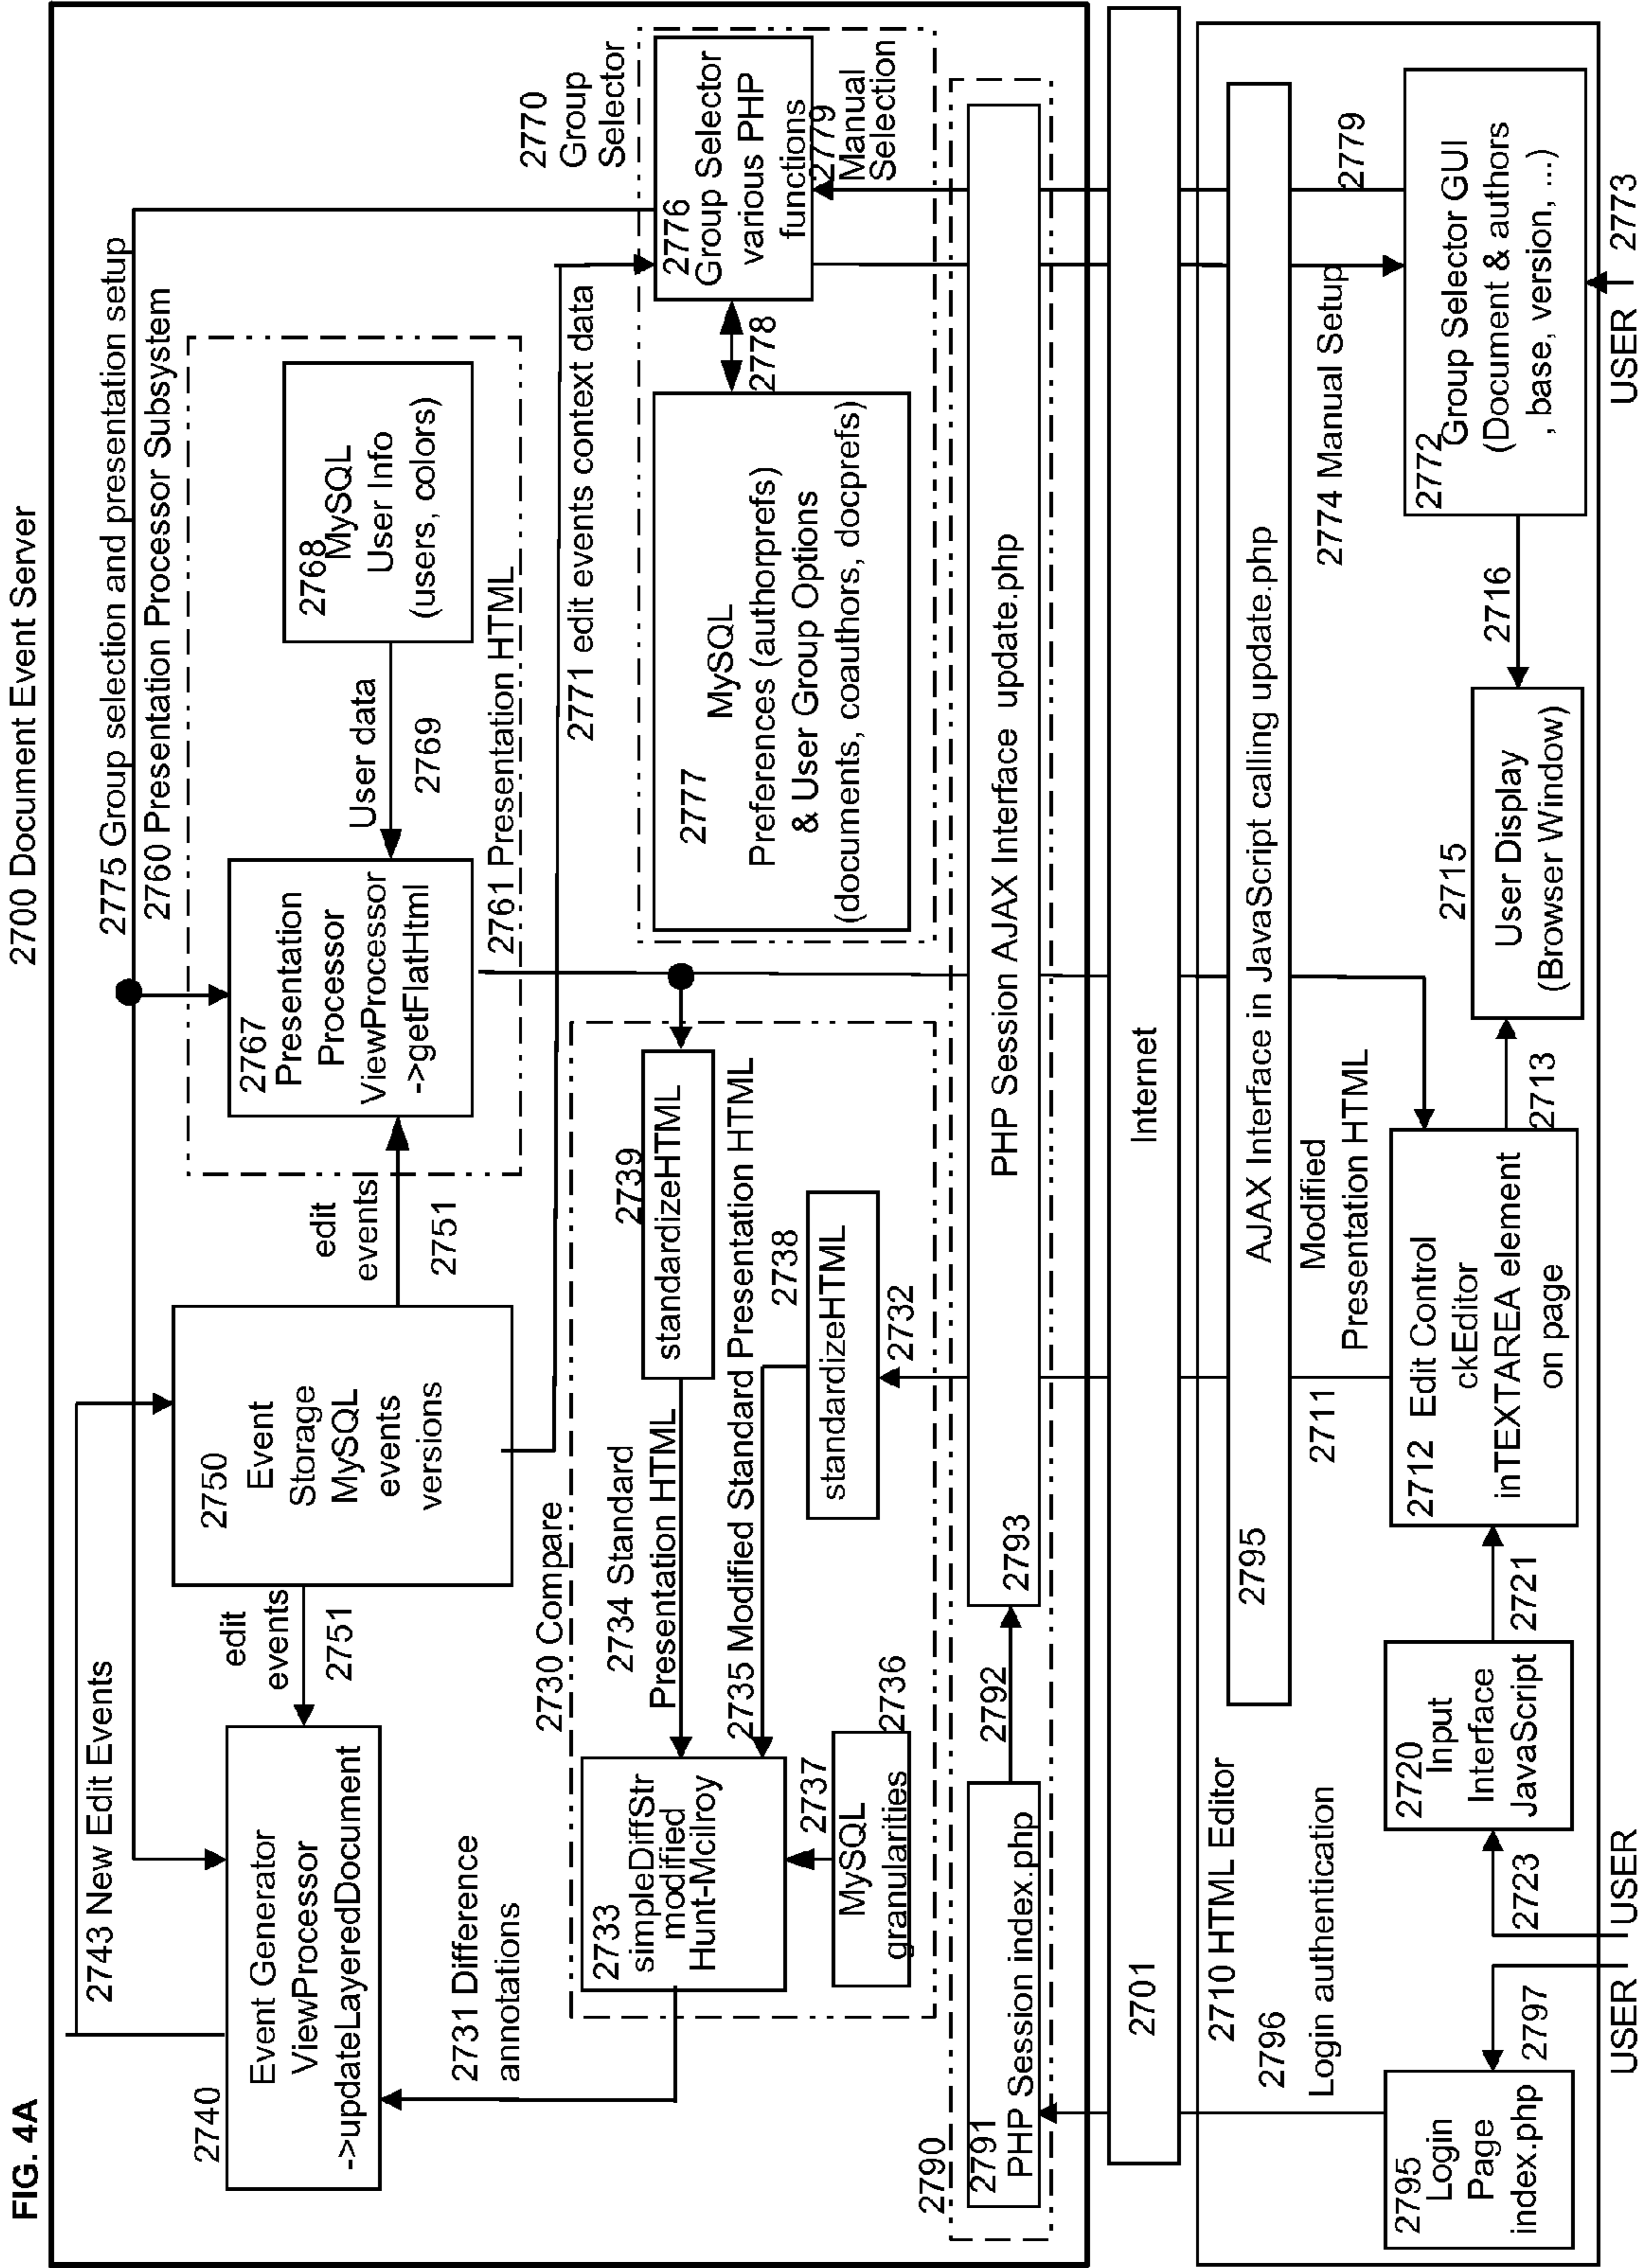 FIG. 4A
2700 Document Event Server
2743 New Edit Events
2775 Group selection and presentation setup
2760 Presentation Processor Subsystem
2740
Event Generator
ViewProcessor
->updateLayeredDocument
edit
events
2751
2750
Event
Storage
MySQL
events
versions
edit
events
2751
2767
Presentation
Processor
ViewProcessor
->getFlatHtml
User data
2769
2768
MySQL
User Info
(users, colors)
2761 Presentation HTML
2771 edit events context data
2770
Group
Selector
2731 Difference
annotations
2730 Compare
2733
simpleDiffStr
modified
Hunt-McIlroy
2734 Standard
Presentation HTML
2735 Modified Standard Presentation HTML
2739
standardizeHTML
2738
standardizeHTML
2732
2737
2736
MySQL
granularities
2777
MySQL
Preferences (authorprefs)
& User Group Options
(documents, coauthors, docprefs)
2778
2776
Group Selector
various PHP
functions
2779
Manual
Selection
2790
2791
PHP Session index.php
2792
2793
PHP Session AJAX Interface update.php
2701
Internet
2710 HTML Editor
2795
AJAX Interface in JavaScript calling update.php
2796
Login authentication
2711
Modified
Presentation HTML
2774 Manual Setup
2779
2795
Login
Page
index.php
2797
USER
2720
Input
Interface
JavaScript
2723
USER
2721
2712 Edit Control
ckEditor
inTEXTAREA element
on page
2713
2715
User Display
(Browser Window)
2716
2772
Group Selector GUI
(Document & authors
, base, version, ...)
USER
2773